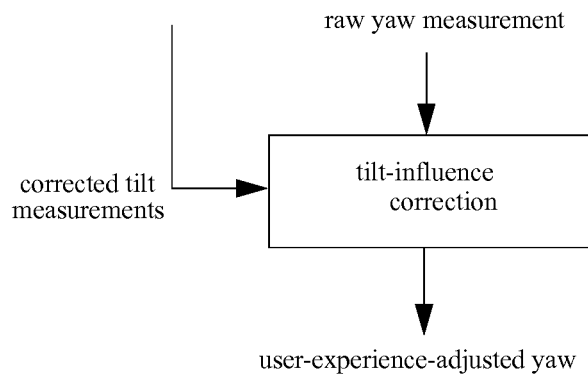 raw yaw measurement
tilt-influence
correction
corrected tilt
measurements
user-experience-adjusted yaw